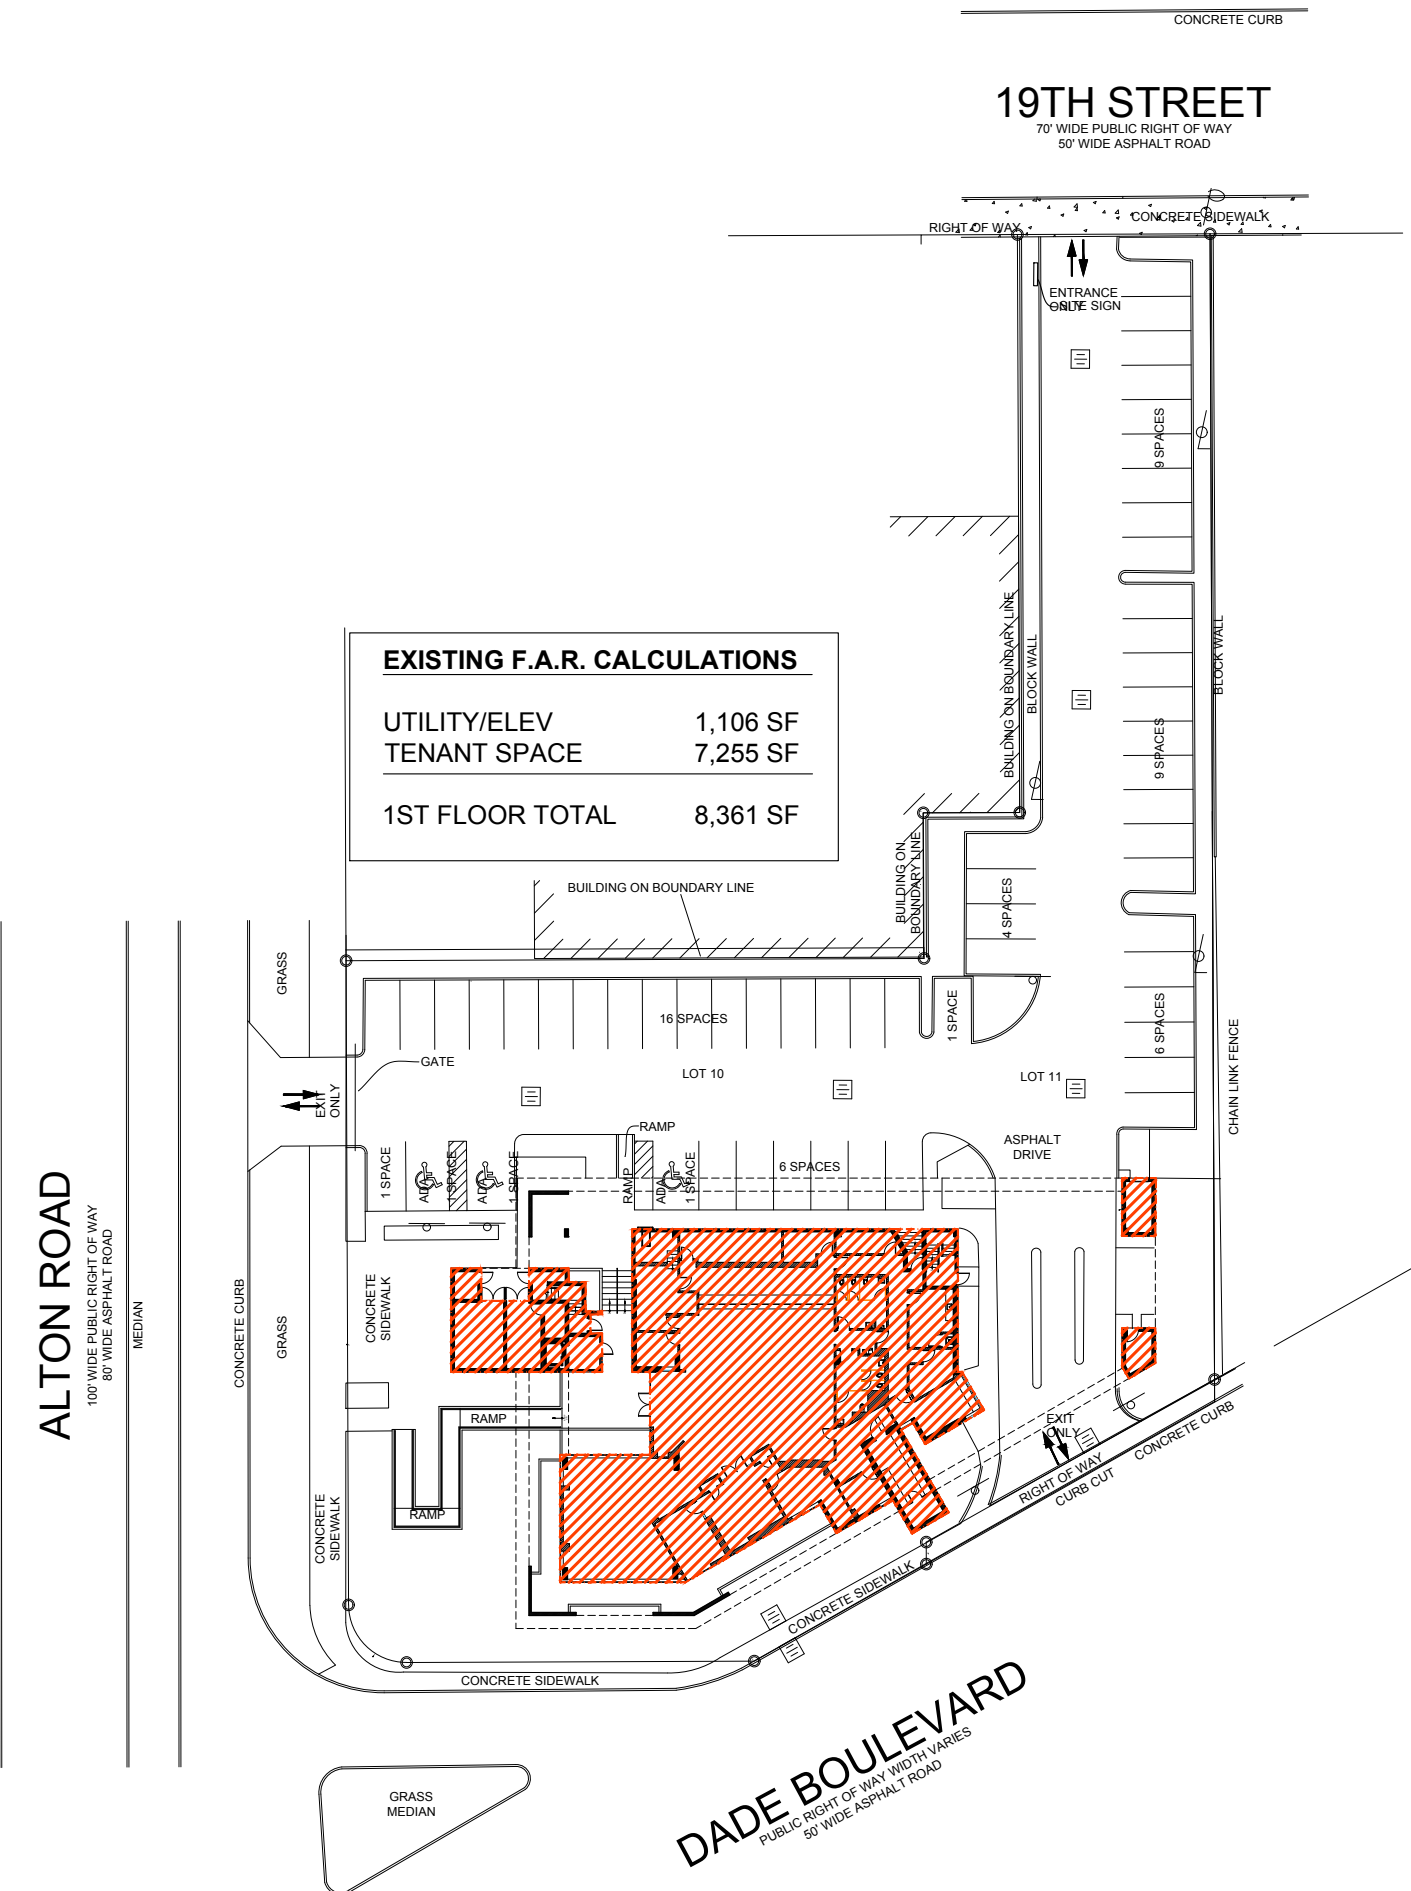 CONCRETE CURB
19TH STREET
70' WIDE PUBLIC RIGHT OF WAY
50' WIDE ASPHALT ROAD
CONCRETE SIDEWALK
RIGHT OF WAY
ENTRANCE
ONLY
SITE SIGN
9 SPACES
BUILDING ON BOUNDARY LINE
BLOCK WALL
BLOCK WALL
EXISTING F.A.R. CALCULATIONS
UTILITY/ELEV 1,106 SF
TENANT SPACE 7,255 SF
1ST FLOOR TOTAL 8,361 SF
9 SPACES
BUILDING ON
BOUNDARY LINE
BUILDING ON BOUNDARY LINE
4 SPACES
GRASS
16 SPACES
1 SPACE
6 SPACES
CHAIN LINK FENCE
GATE
LOT 10
LOT 11
EXIT
ONLY
RAMP
ASPHALT
DRIVE
1 SPACE
ADA
1 SPACE
ADA
1 SPACE
RAMP
ADA
1 SPACE
6 SPACES
ALTON ROAD
100' WIDE PUBLIC RIGHT OF WAY
80' WIDE ASPHALT ROAD
MEDIAN
CONCRETE CURB
GRASS
CONCRETE
SIDEWALK
RAMP
RAMP
CONCRETE
SIDEWALK
EXIT
ONLY
RIGHT OF WAY
CURB CUT
CONCRETE CURB
CONCRETE SIDEWALK
CONCRETE SIDEWALK
DADE BOULEVARD
PUBLIC RIGHT OF WAY WIDTH VARIES
50' WIDE ASPHALT ROAD
GRASS
MEDIAN